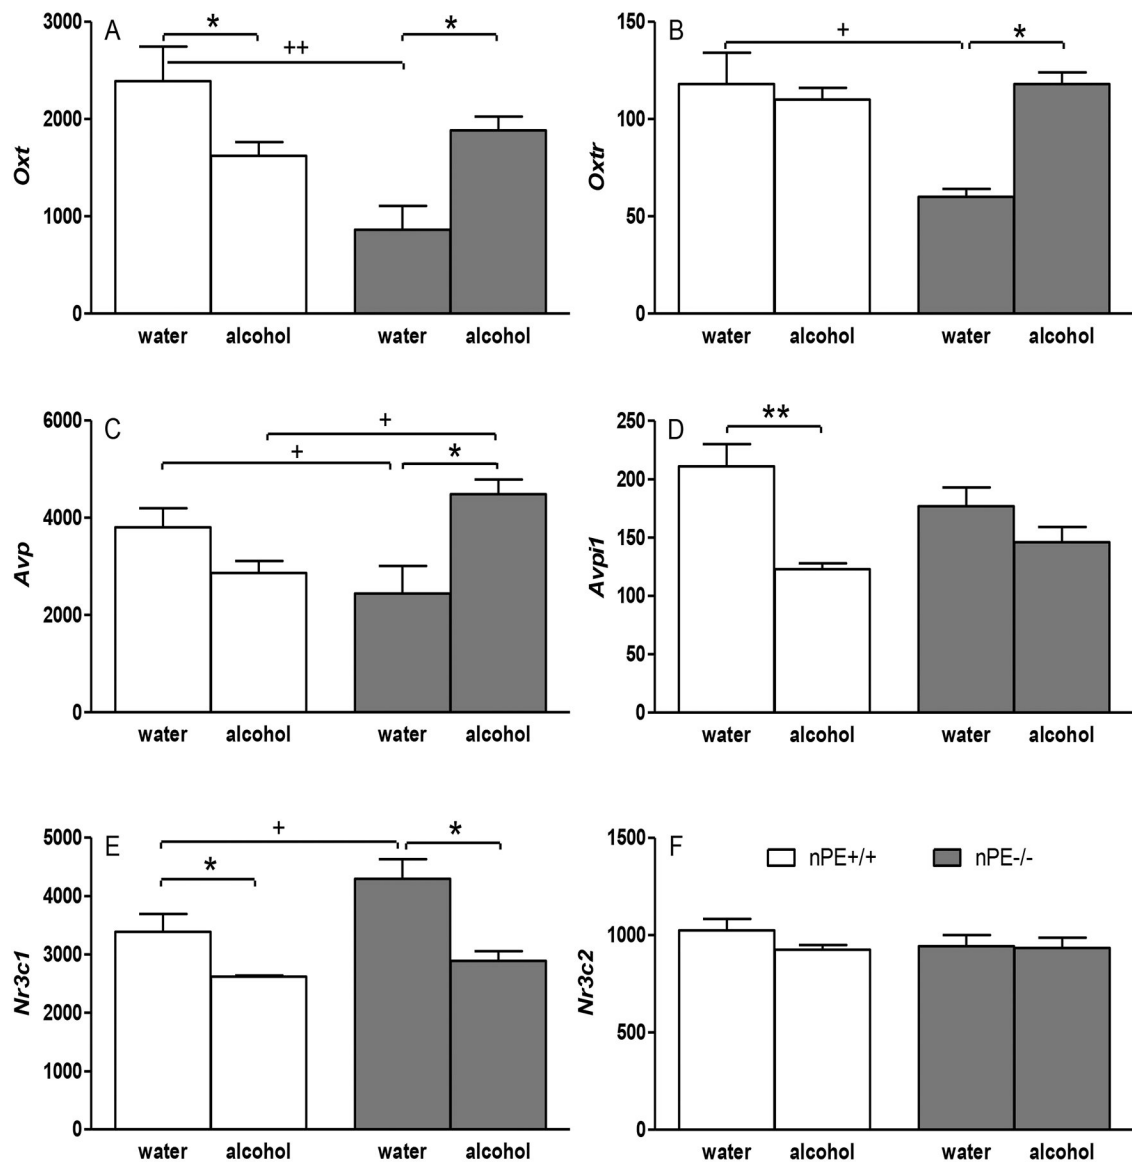 A
3000
2000
1000
0
Oxt
*
++
*
water
alcohol
water
alcohol
B
150
100
50
0
Oxtr
+
*
water
alcohol
water
alcohol
C
6000
4000
2000
0
Avp
+
+
*
water
alcohol
water
alcohol
D
250
200
150
100
50
0
Avpi1
**
water
alcohol
water
alcohol
E
5000
4000
3000
2000
1000
0
Nr3c1
+
*
*
water
alcohol
water
alcohol
F
1500
1000
500
0
Nr3c2
nPE+/+
nPE-/-
water
alcohol
water
alcohol